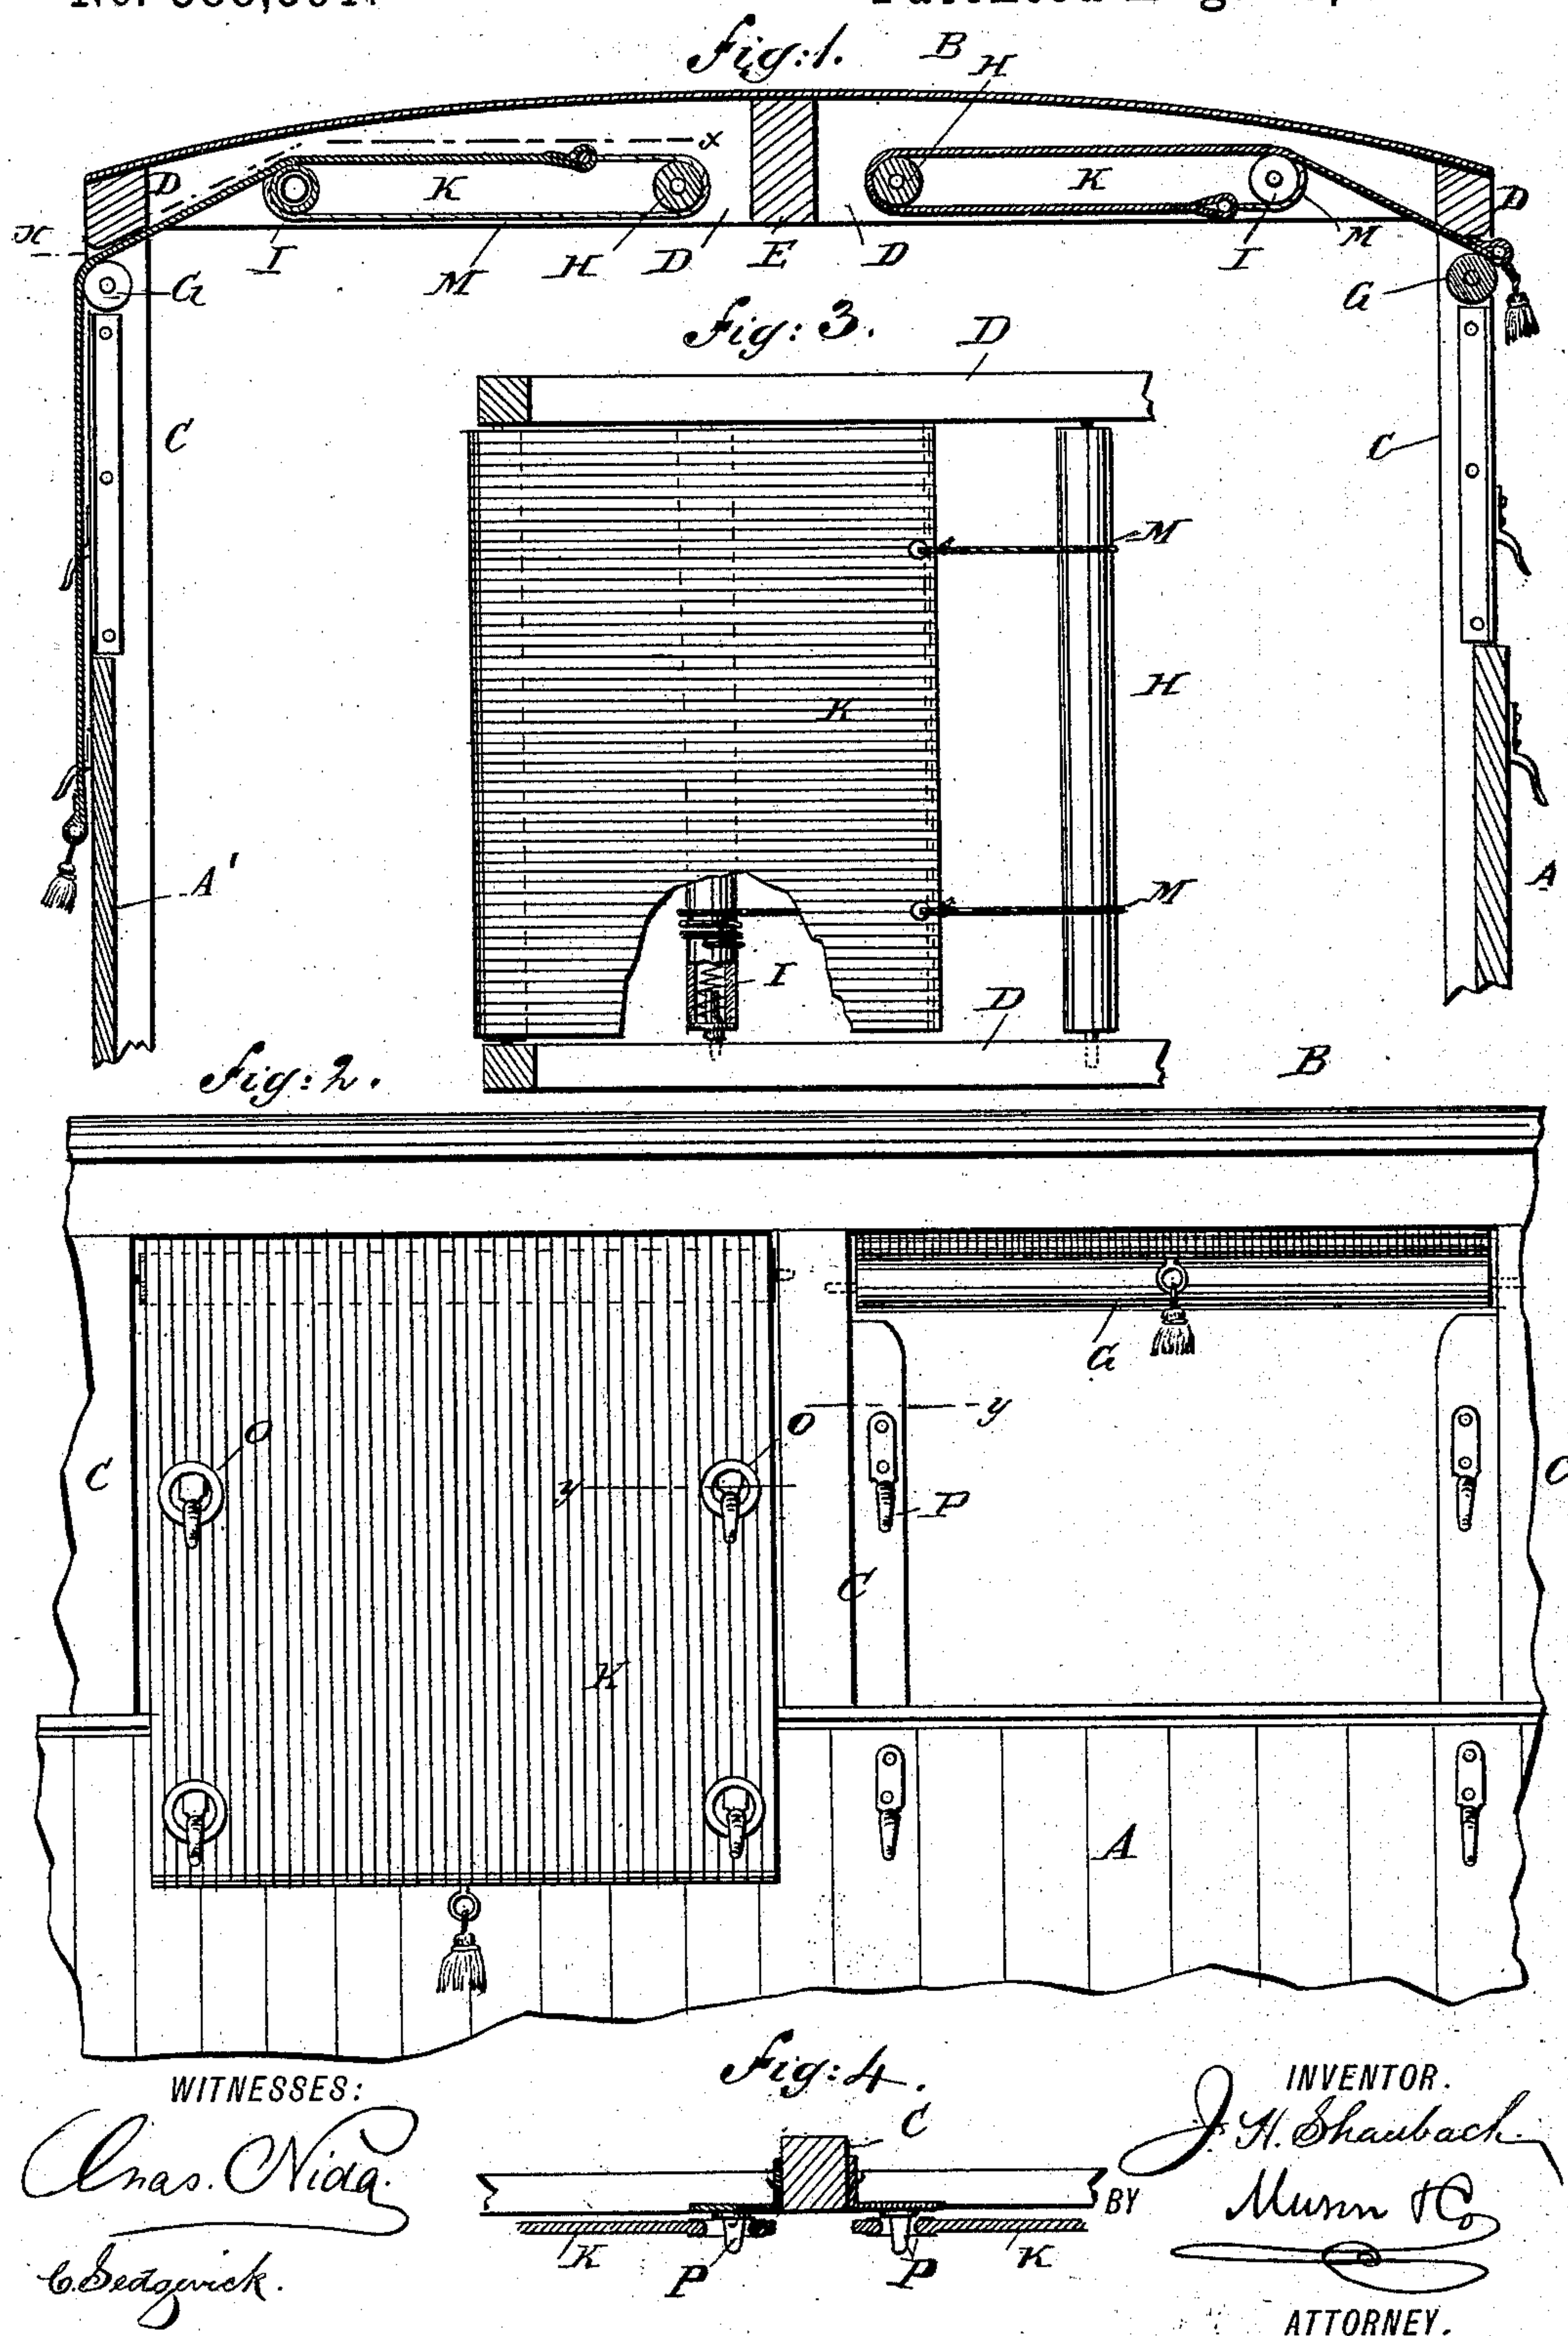 Fig:1.
B
H
x
D
K
K
D
x
I
M
H
D
E
D
I
M
G
G
Fig:3.
D
C
C
M
H
K
A'
M
A
I
D
Fig:2.
B
G
O
O
y
C
C
y
P
C
K
A
Fig:4.
WITNESSES:
INVENTOR.
C
Chas. Nida.
J. H. Shaubach.
BY
Munn & Co
K
P
P
K
C. Sedgwick.
ATTORNEY.